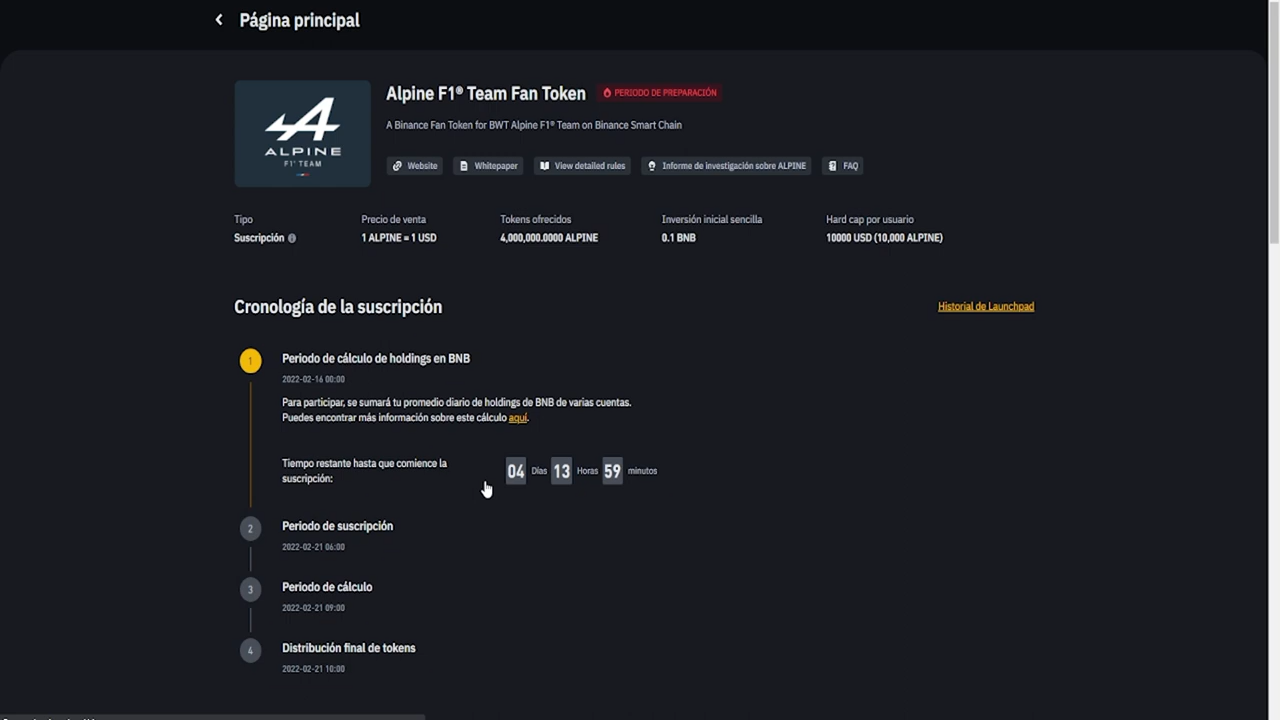 Página principal
ALPINE
F1® TEAM
Alpine F1® Team Fan Token
PERIODO DE PREPARACIÓN
A Binance Fan Token for BWT Alpine F1® Team on Binance Smart Chain
Website
Whitepaper
View detailed rules
Informe de investigación sobre ALPINE
FAQ
Tipo
Precio de venta
Tokens ofrecidos
Inversión inicial sencilla
Hard cap por usuario
Suscripción
1 ALPINE = 1 USD
4,000,000.0000 ALPINE
0.1 BNB
10000 USD (10,000 ALPINE)
Cronología de la suscripción
Historial de Launchpad
1
Periodo de cálculo de holdings en BNB
2022-02-16 00:00
Para participar, se sumará tu promedio diario de holdings de BNB de varias cuentas.
Puedes encontrar más información sobre este cálculo aquí.
Tiempo restante hasta que comience la
suscripción:
04 Días 13 Horas 59 minutos
2
Periodo de suscripción
2022-02-21 06:00
3
Periodo de cálculo
2022-02-21 09:00
4
Distribución final de tokens
2022-02-21 10:00